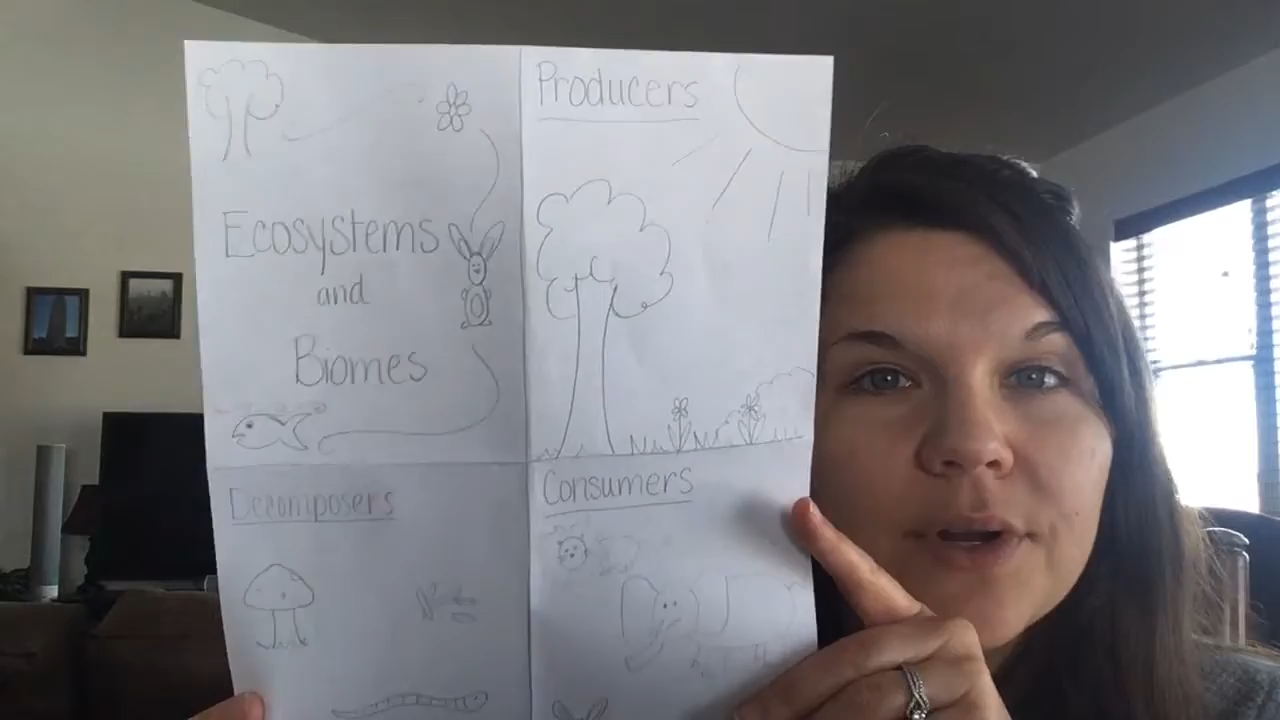 Ecosystems
and
Biomes
Producers
Decomposers
Consumers